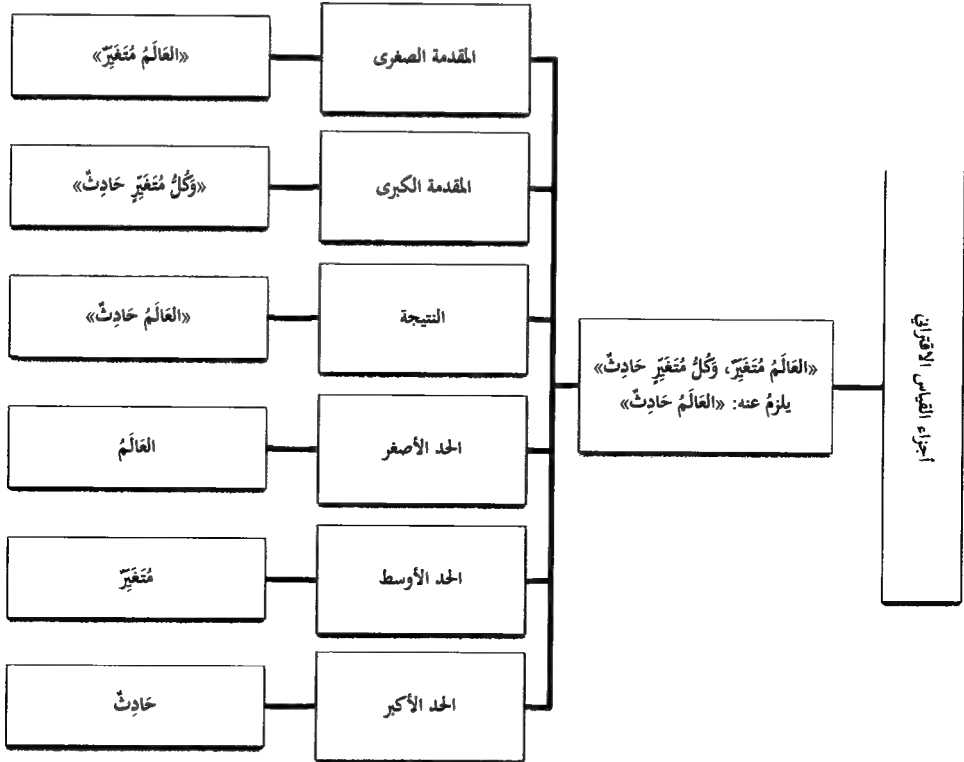 أجزاء القياس الاقتراني
«العَالَمُ مُتَغَيِّرٌ، وَكُلُّ مُتَغَيِّرٍ حَادِثٌ»
يلزمُ عنه: «العَالَمُ حَادِثٌ»
المقدمة الصغرى
«العَالَمُ مُتَغَيِّرٌ»
المقدمة الكبرى
«وَكُلُّ مُتَغَيِّرٍ حَادِثٌ»
النتيجة
«العَالَمُ حَادِثٌ»
الحد الأصغر
العَالَمُ
الحد الأوسط
مُتَغَيِّرٌ
الحد الأكبر
حَادِثٌ